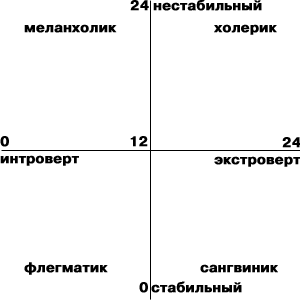 24 нестабильный
меланхолик холерик
0 12 24
интроверт экстроверт
флегматик сангвиник
0 стабильный